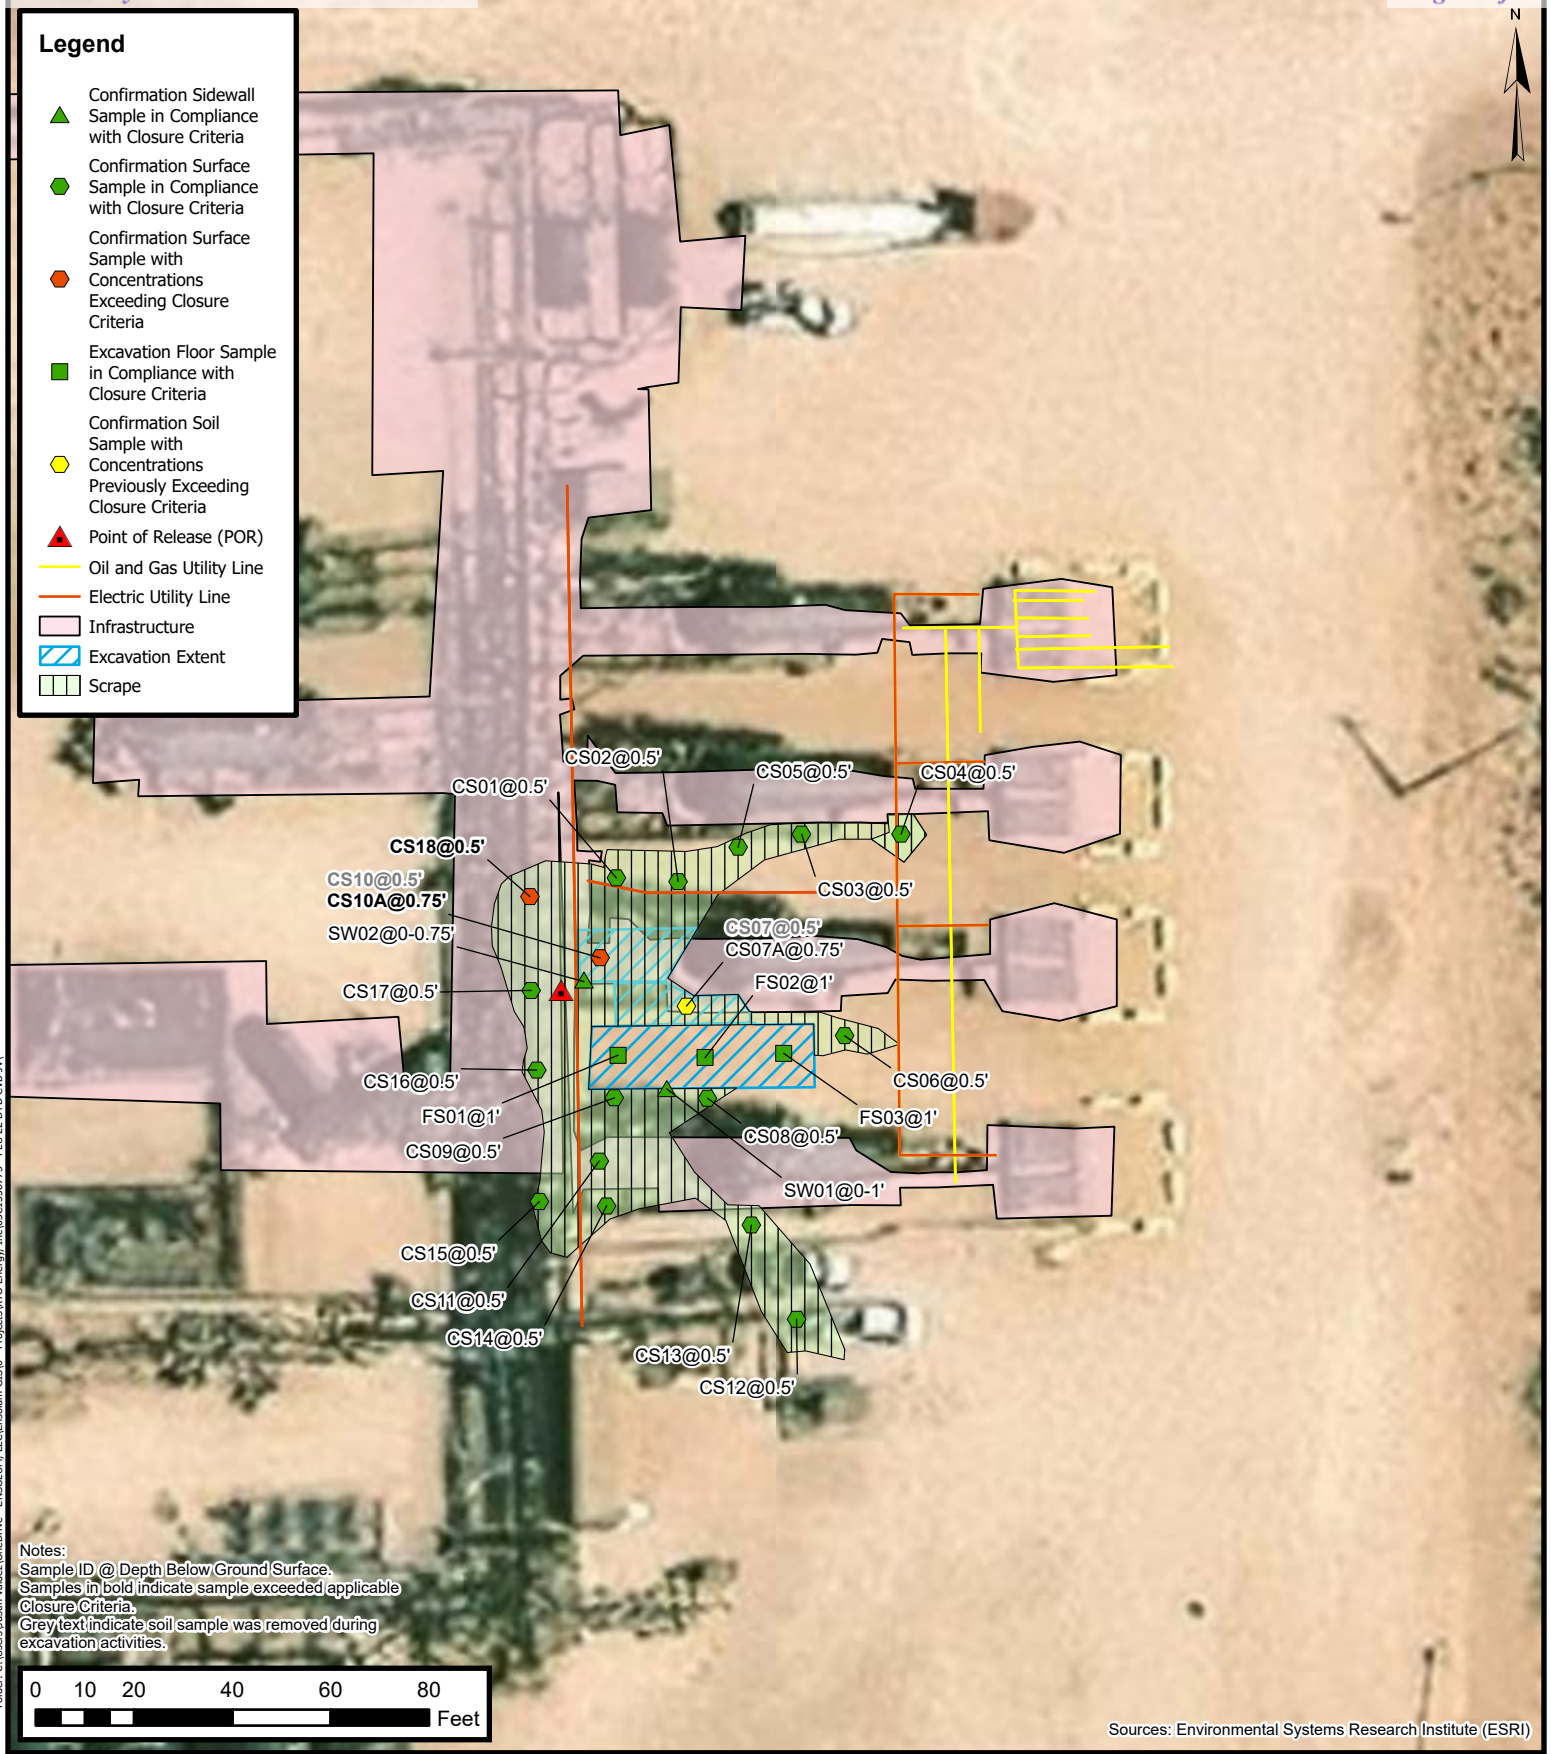 N
Legend
Confirmation Sidewall
Sample in Compliance
with Closure Criteria
Confirmation Surface
Sample in Compliance
with Closure Criteria
Confirmation Surface
Sample with
Concentrations
Exceeding Closure
Criteria
Excavation Floor Sample
in Compliance with
Closure Criteria
Confirmation Soil
Sample with
Concentrations
Previously Exceeding
Closure Criteria
Point of Release (POR)
Oil and Gas Utility Line
Electric Utility Line
Infrastructure
Excavation Extent
Scrape
CS02@0.5'
CS05@0.5'
CS04@0.5'
CS01@0.5'
CS18@0.5'
CS10@0.5'
CS10A@0.75'
CS03@0.5'
SW02@0-0.75'
CS07@0.5'
CS07A@0.75'
FS02@1'
CS17@0.5'
CS16@0.5'
CS06@0.5'
FS01@1'
FS03@1'
CS09@0.5'
CS08@0.5'
SW01@0-1'
CS15@0.5'
CS11@0.5'
CS14@0.5'
CS13@0.5'
CS12@0.5'
Notes:
Sample ID @ Depth Below Ground Surface.
Samples in bold indicate sample exceeded applicable
Closure Criteria.
Grey text indicate soil sample was removed during
excavation activities.
0 10 20 40 60 80
Feet
Sources: Environmental Systems Research Institute (ESRI)